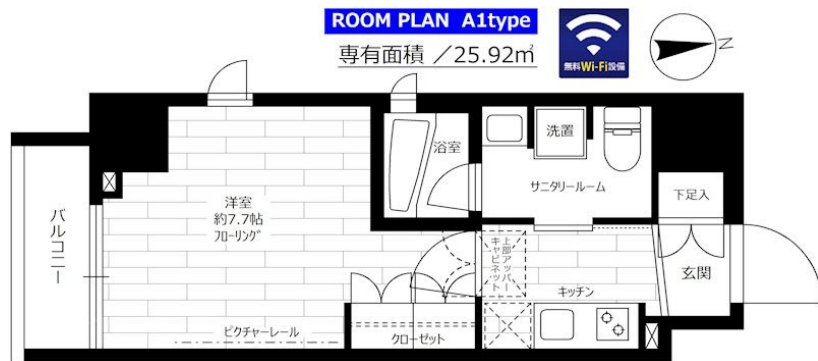 ROOM PLAN A1type
専有面積 ／25.92㎡
無料Wi-Fi設備
N
浴室
洗置
サニタリールーム
下足入
バルコニー
洋室
約7.7帖
フローリング
上部アッパー
キャビネット
玄関
キッチン
ピクチャーレール
クローゼット